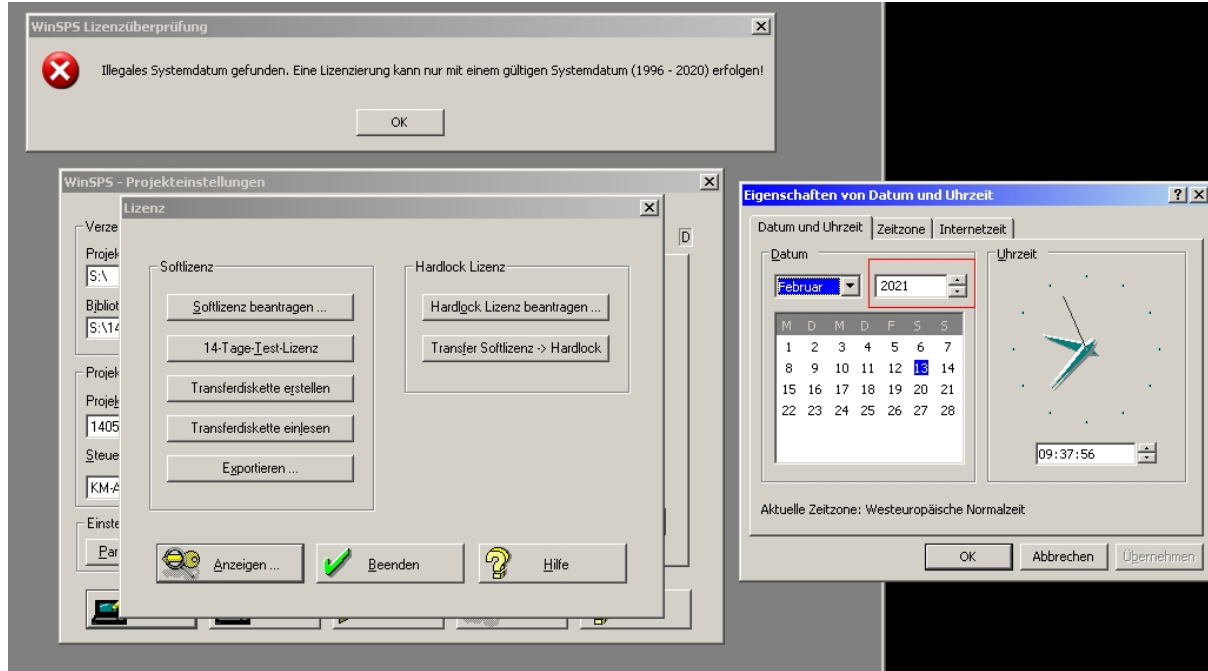 WinSPS Lizenzüberprüfung
Illegales Systemdatum gefunden. Eine Lizenzierung kann nur mit einem gültigen Systemdatum (1996 - 2020) erfolgen!
OK
WinSPS - Projekteinstellungen
D
Verze
Projek
S:\
Bibliot
S:\14
Projek
Projek
1405
Steue
KM-A
Einste
Par
Lizenz
Softlizenz
Softlizenz beantragen ...
14-Tage-Test-Lizenz
Transferdiskette erstellen
Transferdiskette einlesen
Exportieren ...
Hardlock Lizenz
Hardlock Lizenz beantragen ...
Transfer Softlizenz -> Hardlock
Anzeigen ...
Beenden
Hilfe
Eigenschaften von Datum und Uhrzeit
Datum und Uhrzeit Zeitzone Internetzeit
Datum
Februar 2021
M D M D F S S
1 2 3 4 5 6 7
8 9 10 11 12 13 14
15 16 17 18 19 20 21
22 23 24 25 26 27 28
Uhrzeit
09:37:56
Aktuelle Zeitzone: Westeuropäische Normalzeit
OK Abbrechen Übernehmen